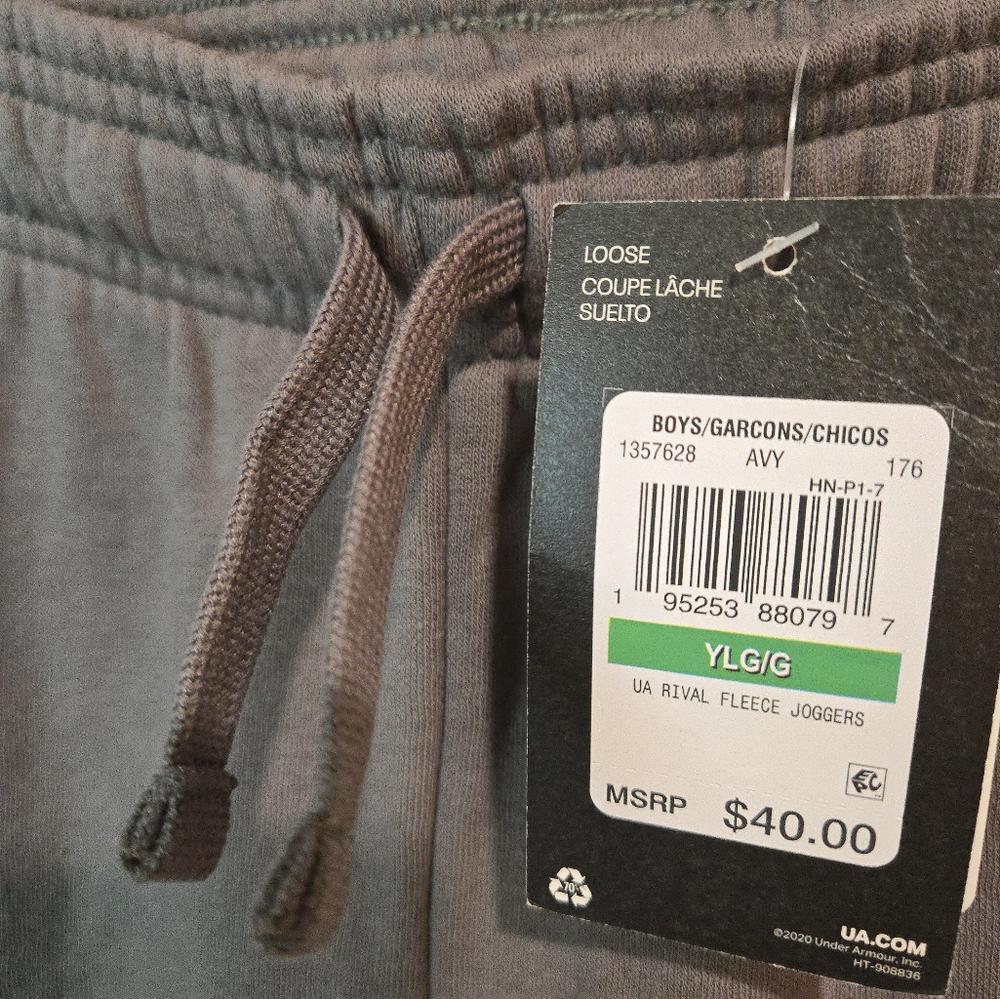 LOOSE
COUPE LÂCHE
SUELTO
BOYS/GARCONS/CHICOS
1357628 AVY 176
HN-P1-7
1 95253 88079 7
YLG/G
UA RIVAL FLEECE JOGGERS
MSRP $40.00
70%
UA.COM
©2020 Under Armour, Inc.
HT-908836